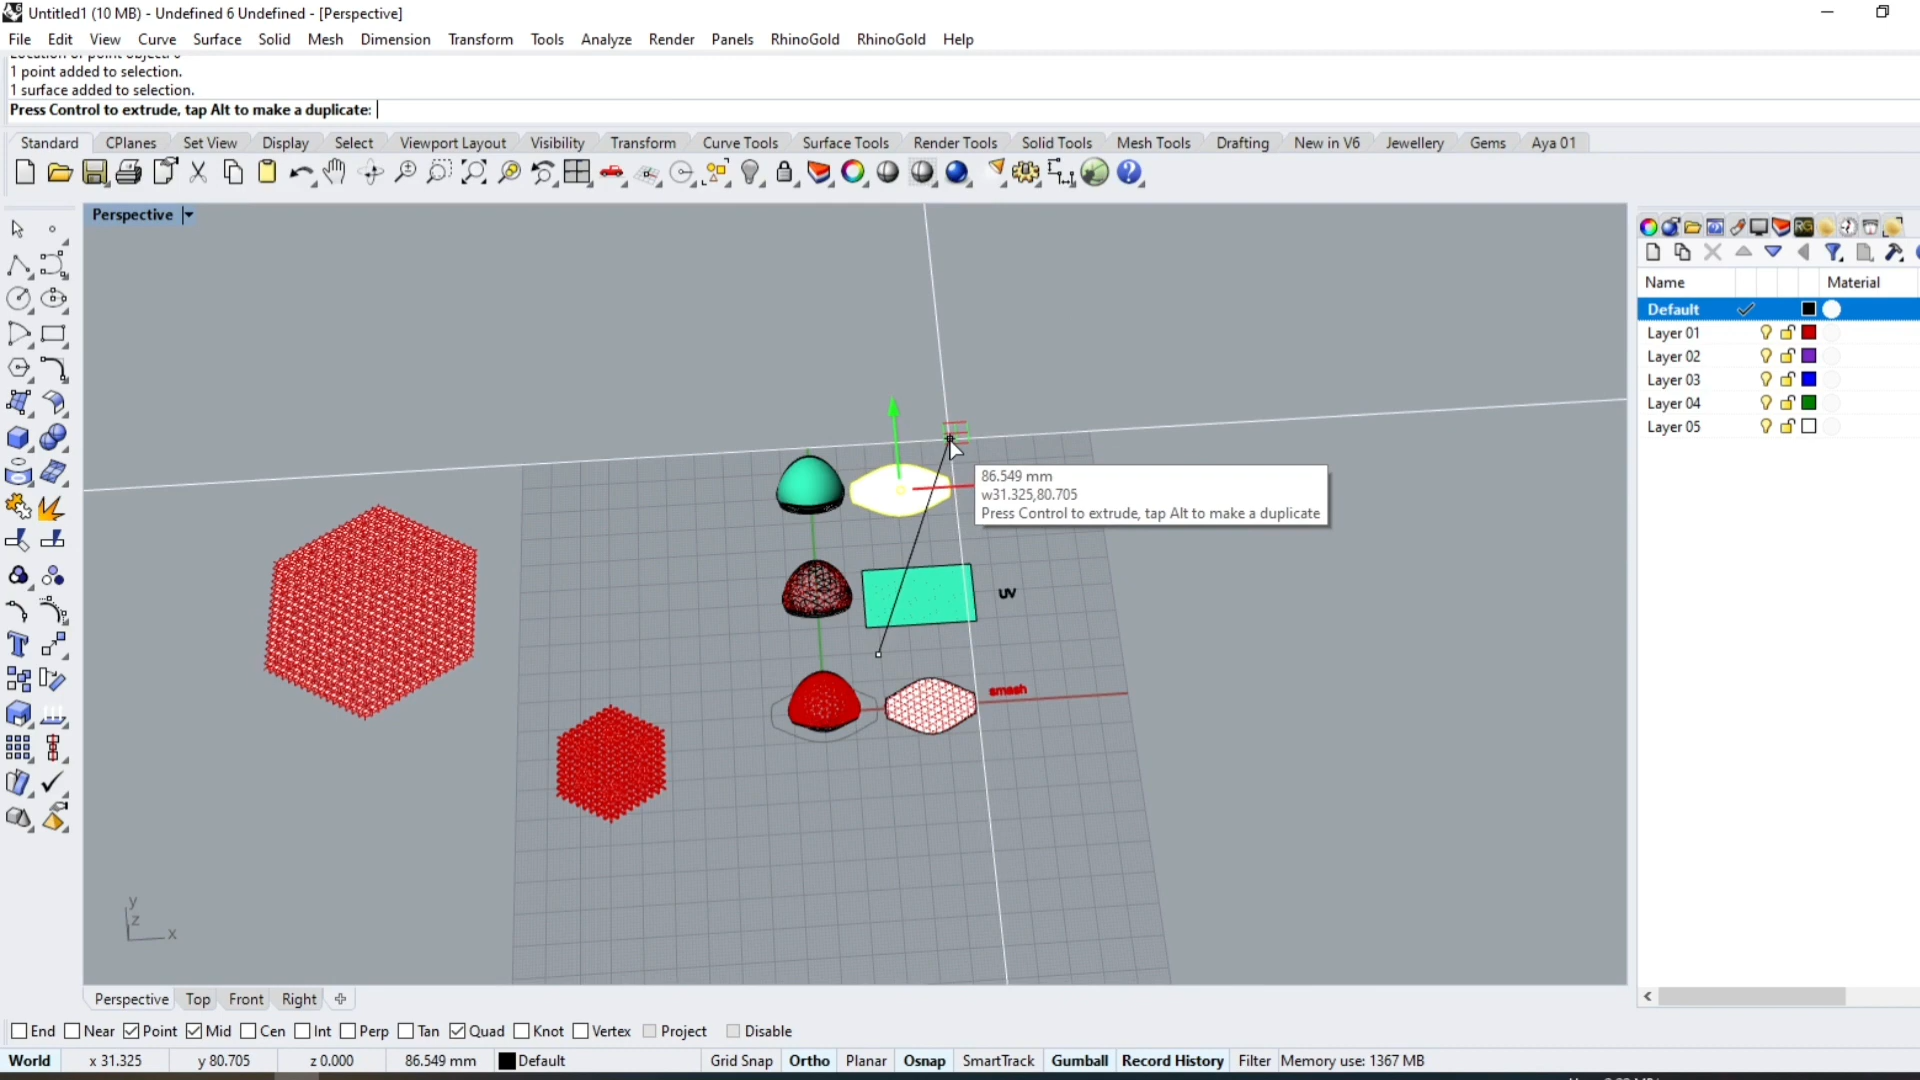 Untitled1 (10 MB) - Undefined 6 Undefined - [Perspective]
File Edit View Curve Surface Solid Mesh Dimension Transform Tools Analyze Render Panels RhinoGold RhinoGold Help
1 point added to selection.
1 surface added to selection.
Press Control to extrude, tap Alt to make a duplicate:
Standard CPlanes Set View Display Select Viewport Layout Visibility Transform Curve Tools Surface Tools Render Tools Solid Tools Mesh Tools Drafting New in V6 Jewellery Gems Aya 01
Perspective
Name Material
Default
Layer 01
Layer 02
Layer 03
Layer 04
Layer 05
86.549 mm
w31.325,80.705
Press Control to extrude, tap Alt to make a duplicate
UV
smash
y
z
x
Perspective Top Front Right
End Near Point Mid Cen Int Perp Tan Quad Knot Vertex Project Disable
World x 31.325 y 80.705 z 0.000 86.549 mm Default Grid Snap Ortho Planar Osnap SmartTrack Gumball Record History Filter Memory use: 1367 MB